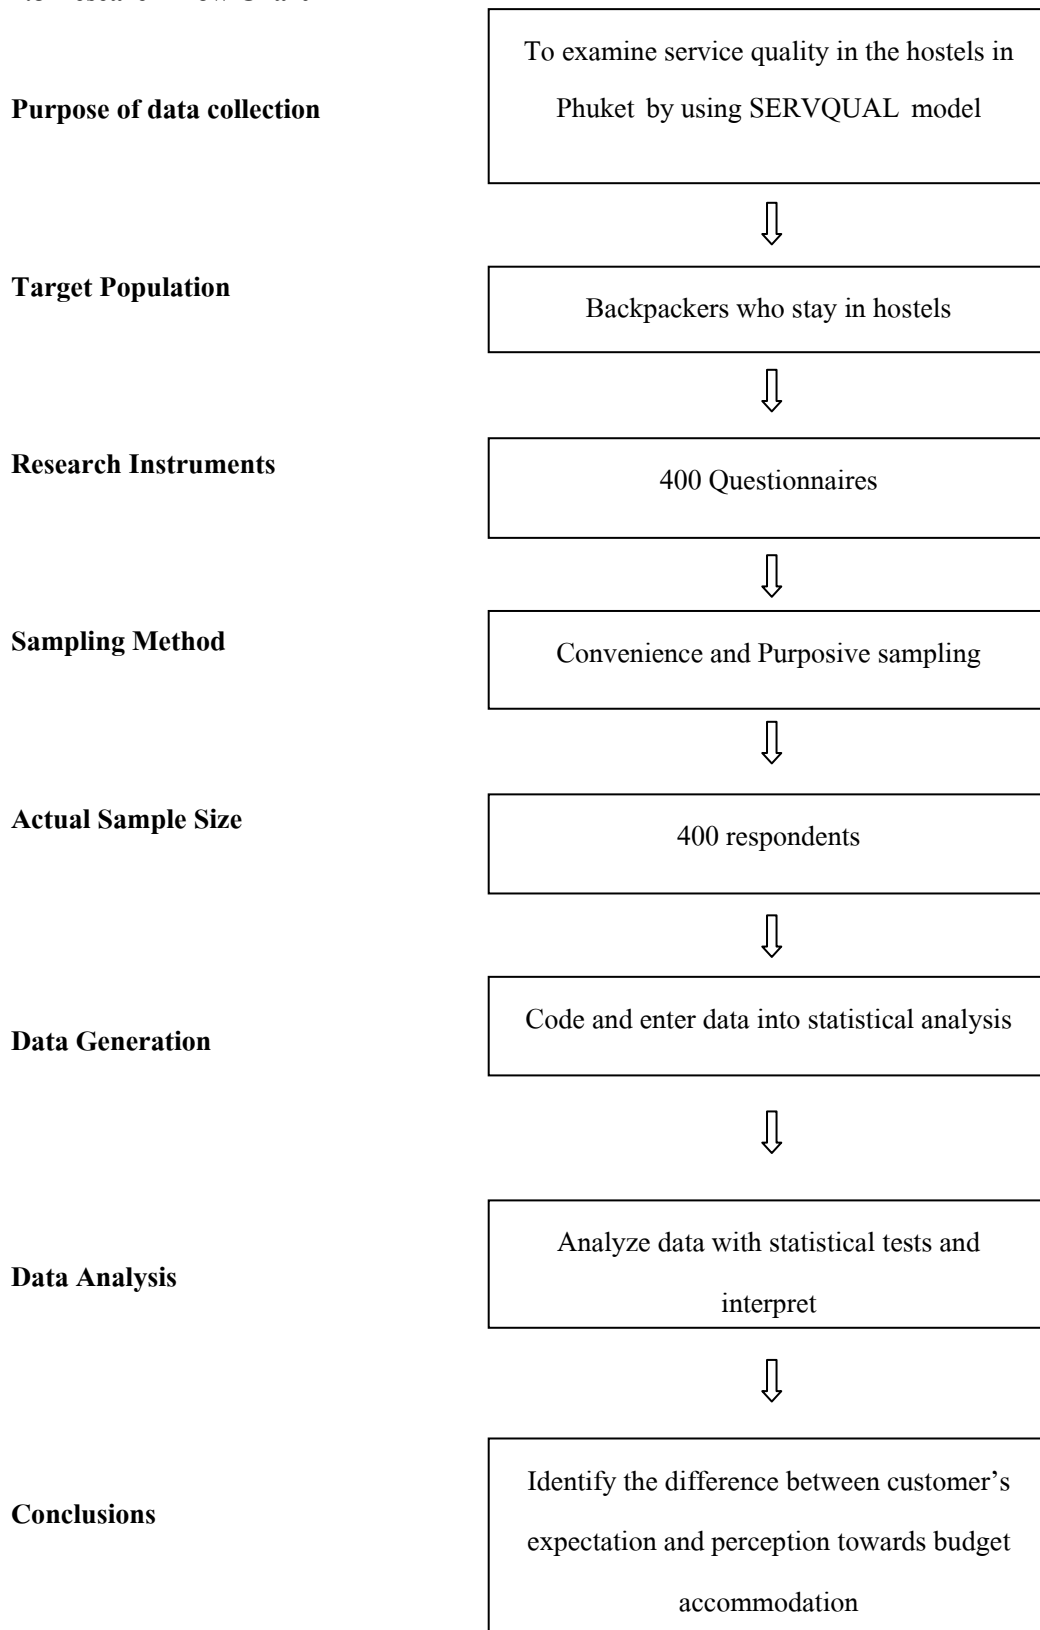 To examine service quality in the hostels in
Purpose of data collection
Phuket by using SERVQUAL model
Target Population
Backpackers who stay in hostels
Research Instruments
400 Questionnaires
Sampling Method
Convenience and Purposive sampling
Actual Sample Size
400 respondents
Data Generation
Code and enter data into statistical analysis
Data Analysis
Analyze data with statistical tests and
interpret
Conclusions
Identify the difference between customer’s
expectation and perception towards budget
accommodation